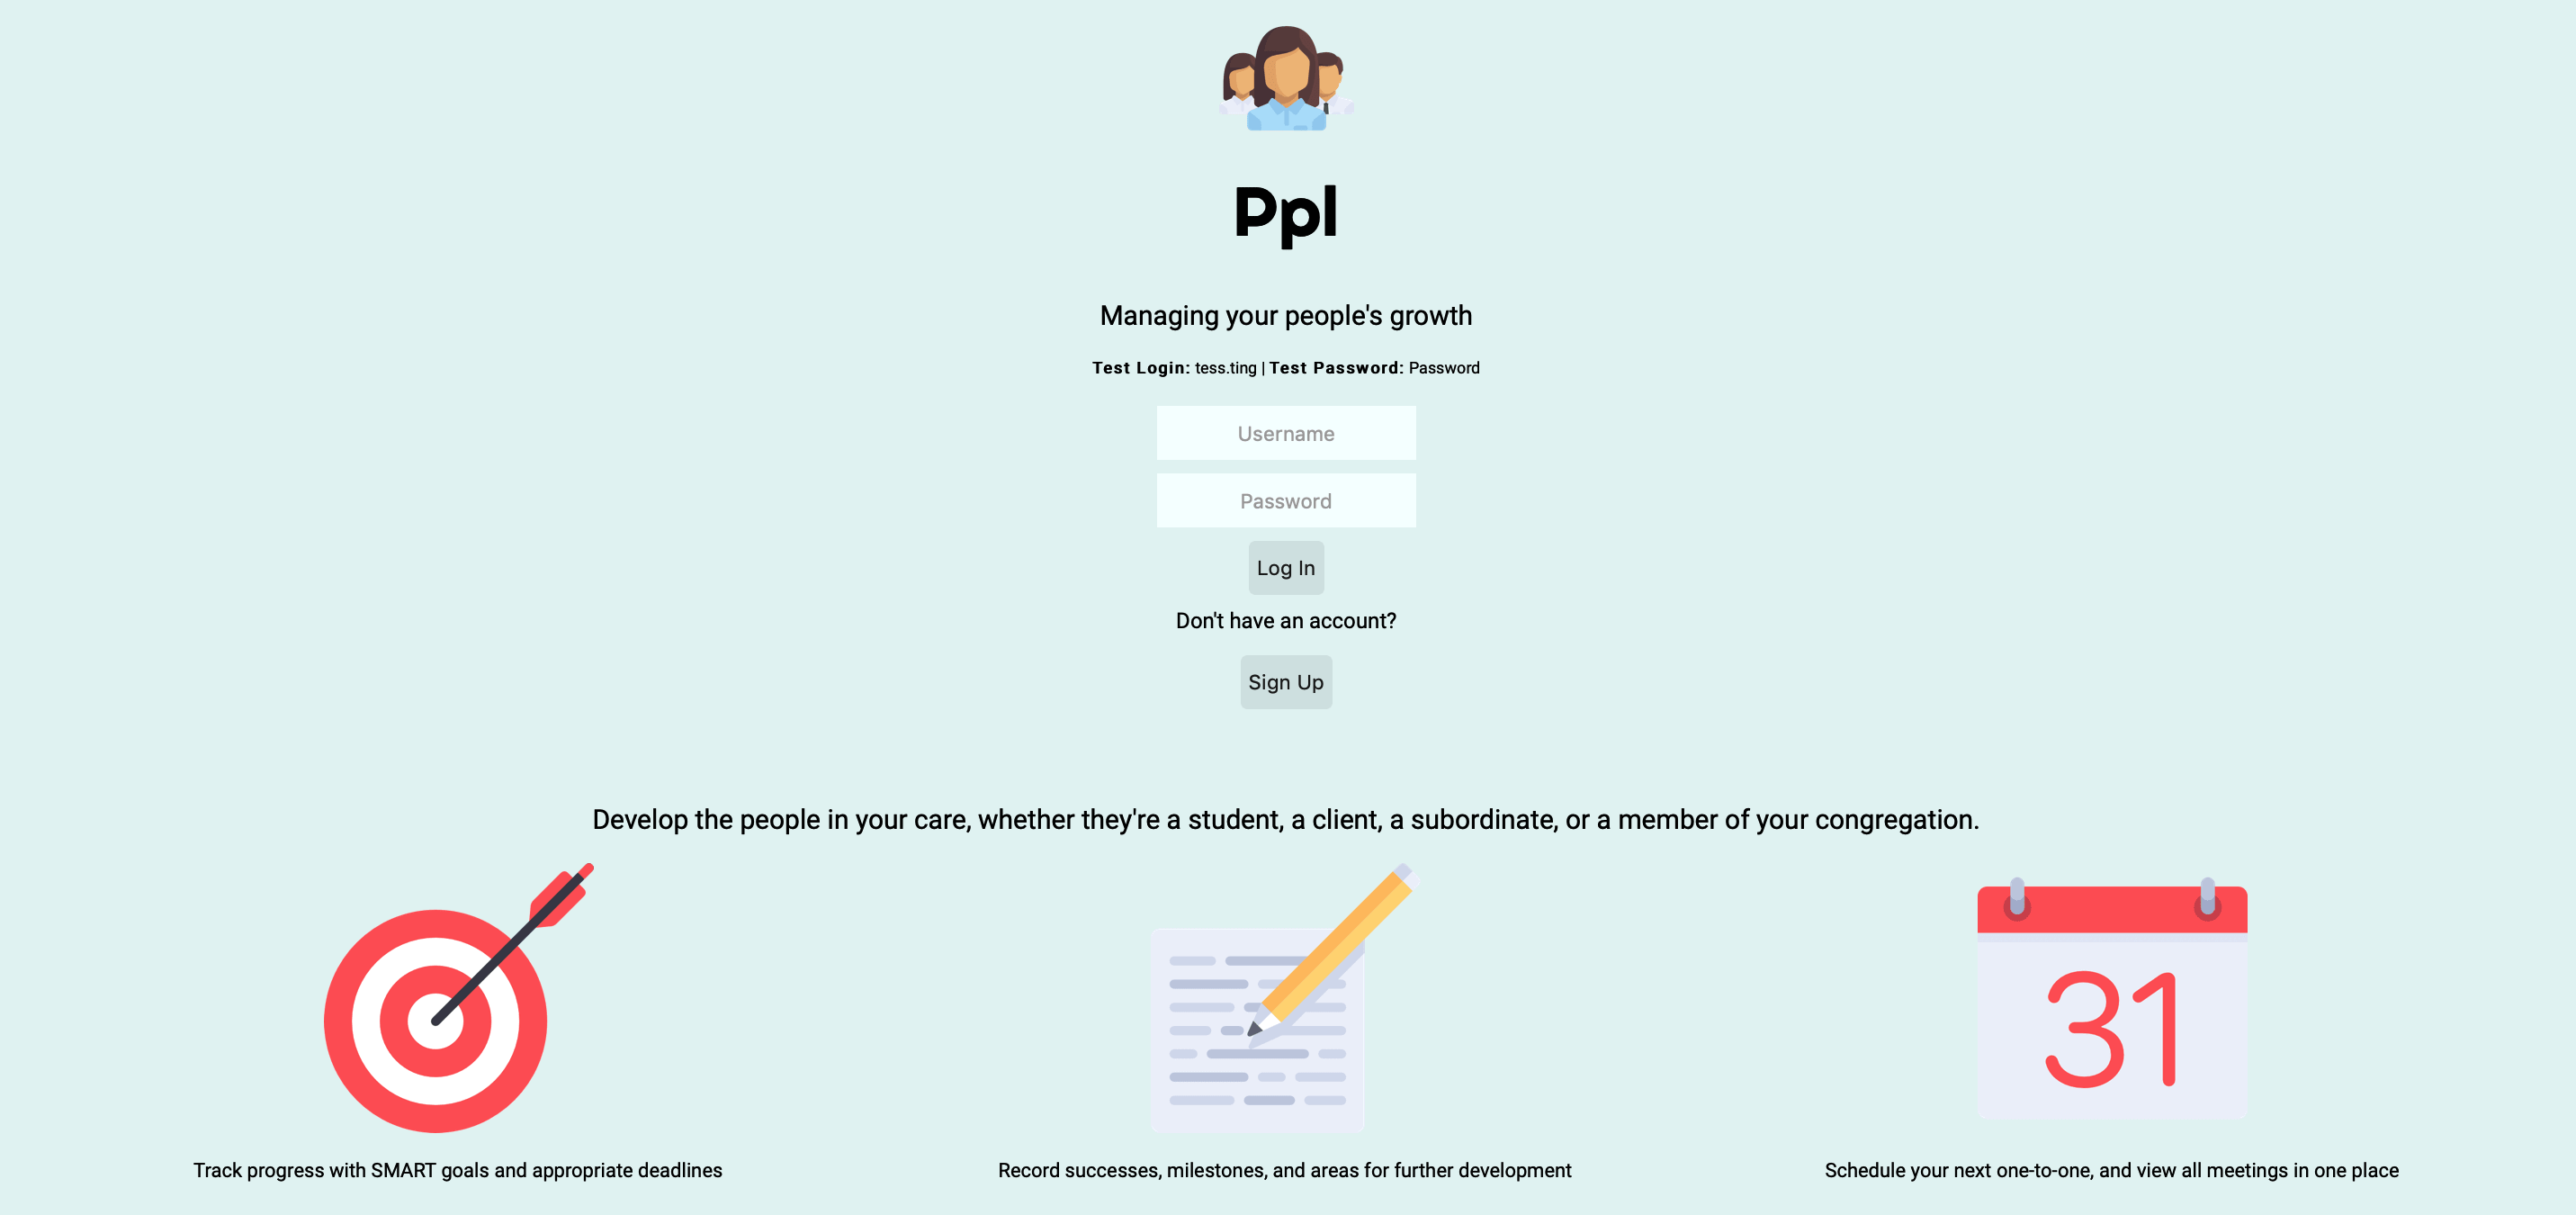 Ppl
Managing your people's growth
Test Login: tess.ting | Test Password: Password
Username
Password
Log In
Don't have an account?
Sign Up
Develop the people in your care, whether they're a student, a client, a subordinate, or a member of your congregation.
31
Track progress with SMART goals and appropriate deadlines
Record successes, milestones, and areas for further development
Schedule your next one-to-one, and view all meetings in one place